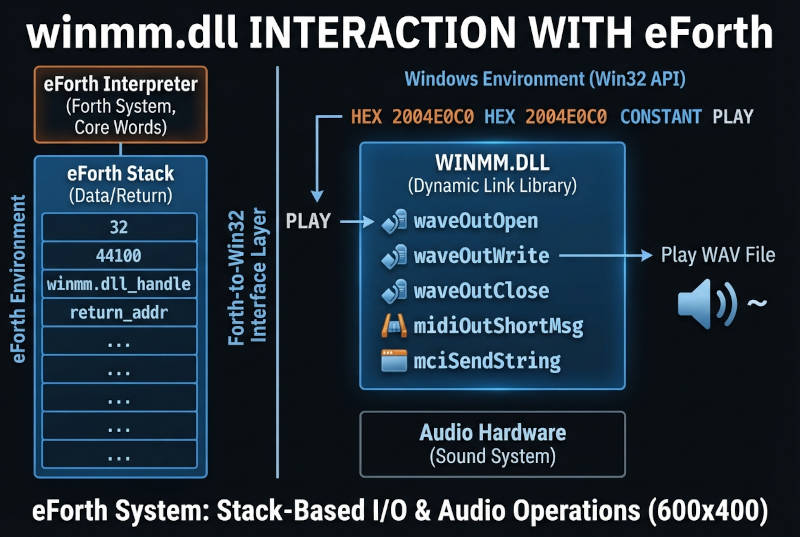 winmm.dll INTERACTION WITH eForth
eForth Interpreter
(Forth System,
Core Words)
eForth Environment
eForth Stack
(Data/Return)
32
44100
winmm.dll_handle
return_addr
...
...
...
...
...
Forth-to-Win32
Interface Layer
Windows Environment (Win32 API)
HEX 2004E0C0 HEX 2004E0C0 CONSTANT PLAY
PLAY
WINMM.DLL
(Dynamic Link Library)
waveOutOpen
waveOutWrite
waveOutClose
midiOutShortMsg
mciSendString
Play WAV File
~
Audio Hardware
(Sound System)
eForth System: Stack-Based I/O & Audio Operations (600x400)